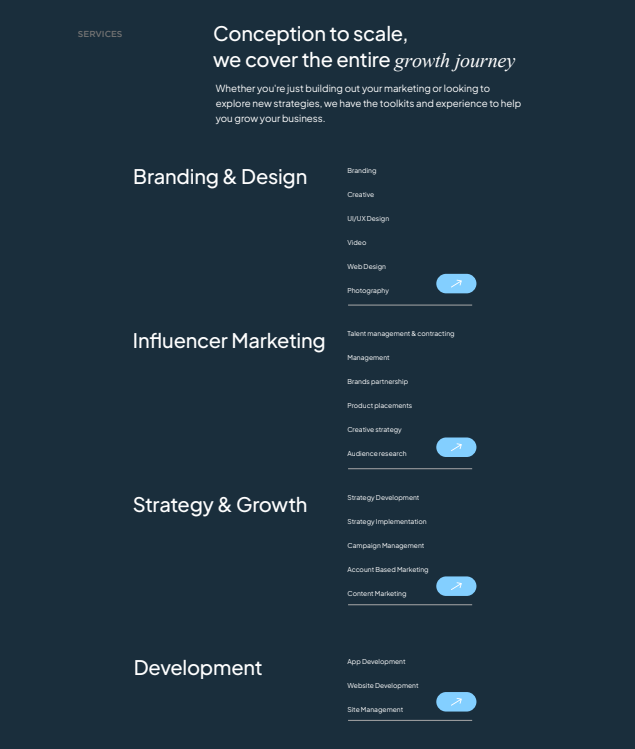 SERVICES
Conception to scale,
we cover the entire growth journey
Whether you're just building out your marketing or looking to
explore new strategies, we have the toolkits and experience to help
you grow your business.
Branding & Design
Branding
Creative
UI/UX Design
Video
Web Design
Photography
Influencer Marketing
Talent management & contracting
Management
Brands partnership
Product placements
Creative strategy
Audience research
Strategy & Growth
Strategy Development
Strategy Implementation
Campaign Management
Account Based Marketing
Content Marketing
Development
App Development
Website Development
Site Management